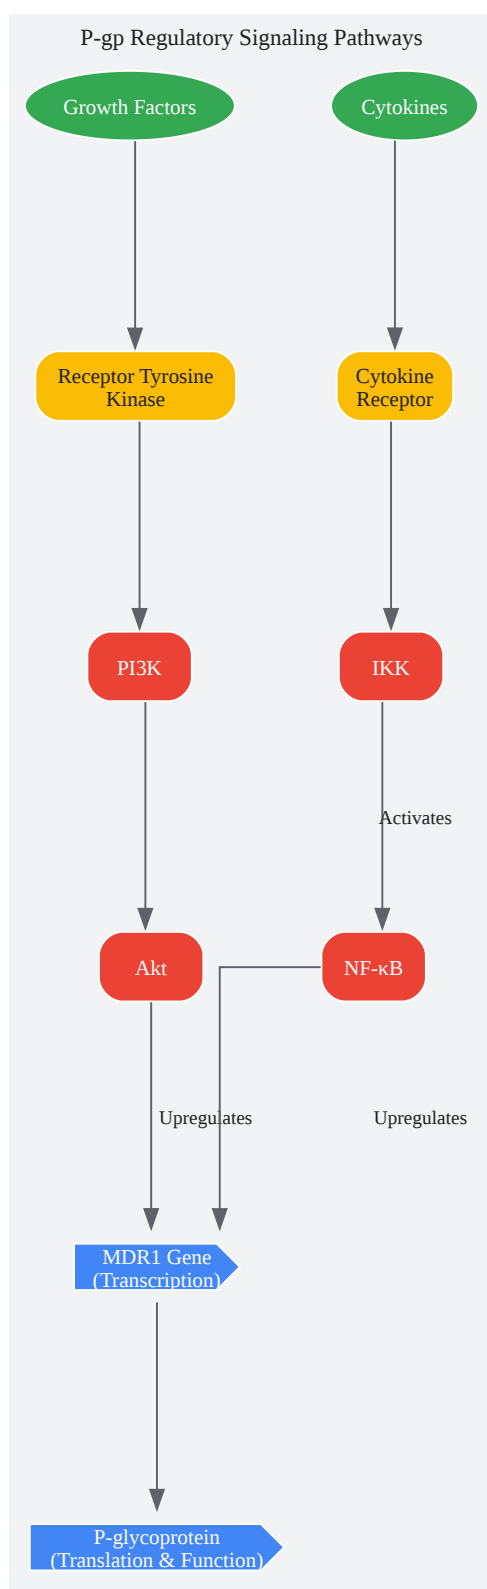 P-gp Regulatory Signaling Pathways
Growth Factors
Cytokines
Receptor Tyrosine
Kinase
Cytokine
Receptor
PI3K
IKK
Activates
Akt
NF-κB
Upregulates
Upregulates
MDR1 Gene
(Transcription)
P-glycoprotein
(Translation & Function)